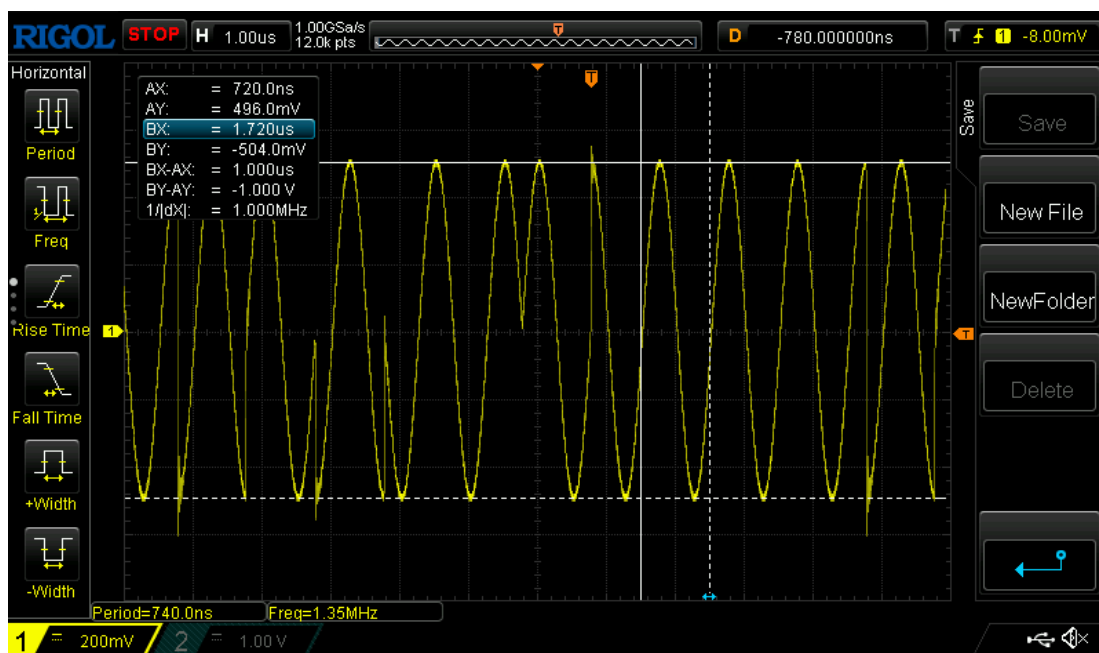 RIGOL STOP H 1.00us 1.00GSa/s 12.0k pts T D -780.000000ns T 1 -8.00mV
Horizontal
Period
Freq
Rise Time
Fall Time
+Width
-Width
AX: = 720.0ns
AY: = 496.0mV
BX: = 1.720us
BY: = -504.0mV
BX-AX: = 1.000us
BY-AY: = -1.000 V
1/|dX|: = 1.000MHz
T
1
T
Save
Save
New File
NewFolder
Delete
Period=740.0ns Freq=1.35MHz
1 = 200mV 2 = 1.00 V